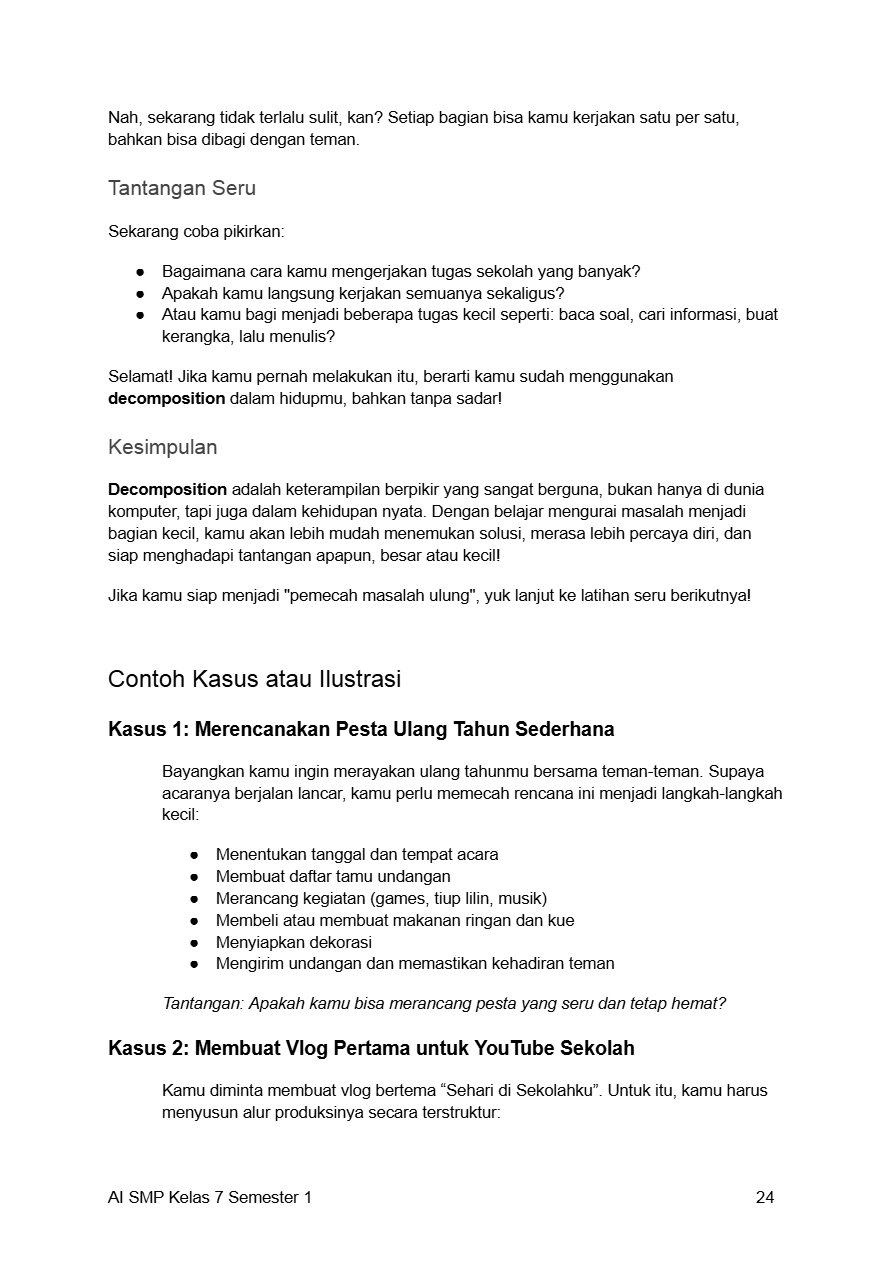 Nah, sekarang tidak terlalu sulit, kan? Setiap bagian bisa kamu kerjakan satu per satu,
bahkan bisa dibagi dengan teman.
Tantangan Seru
Sekarang coba pikirkan:
● Bagaimana cara kamu mengerjakan tugas sekolah yang banyak?
● Apakah kamu langsung kerjakan semuanya sekaligus?
● Atau kamu bagi menjadi beberapa tugas kecil seperti: baca soal, cari informasi, buat
kerangka, lalu menulis?
Selamat! Jika kamu pernah melakukan itu, berarti kamu sudah menggunakan
decomposition dalam hidupmu, bahkan tanpa sadar!
Kesimpulan
Decomposition adalah keterampilan berpikir yang sangat berguna, bukan hanya di dunia
komputer, tapi juga dalam kehidupan nyata. Dengan belajar mengurai masalah menjadi
bagian kecil, kamu akan lebih mudah menemukan solusi, merasa lebih percaya diri, dan
siap menghadapi tantangan apapun, besar atau kecil!
Jika kamu siap menjadi "pemecah masalah ulung", yuk lanjut ke latihan seru berikutnya!
Contoh Kasus atau Ilustrasi
Kasus 1: Merencanakan Pesta Ulang Tahun Sederhana
Bayangkan kamu ingin merayakan ulang tahunmu bersama teman-teman. Supaya
acaranya berjalan lancar, kamu perlu memecah rencana ini menjadi langkah-langkah
kecil:
● Menentukan tanggal dan tempat acara
● Membuat daftar tamu undangan
● Merancang kegiatan (games, tiup lilin, musik)
● Membeli atau membuat makanan ringan dan kue
● Menyiapkan dekorasi
● Mengirim undangan dan memastikan kehadiran teman
Tantangan: Apakah kamu bisa merancang pesta yang seru dan tetap hemat?
Kasus 2: Membuat Vlog Pertama untuk YouTube Sekolah
Kamu diminta membuat vlog bertema “Sehari di Sekolahku”. Untuk itu, kamu harus
menyusun alur produksinya secara terstruktur:
AI SMP Kelas 7 Semester 1 24